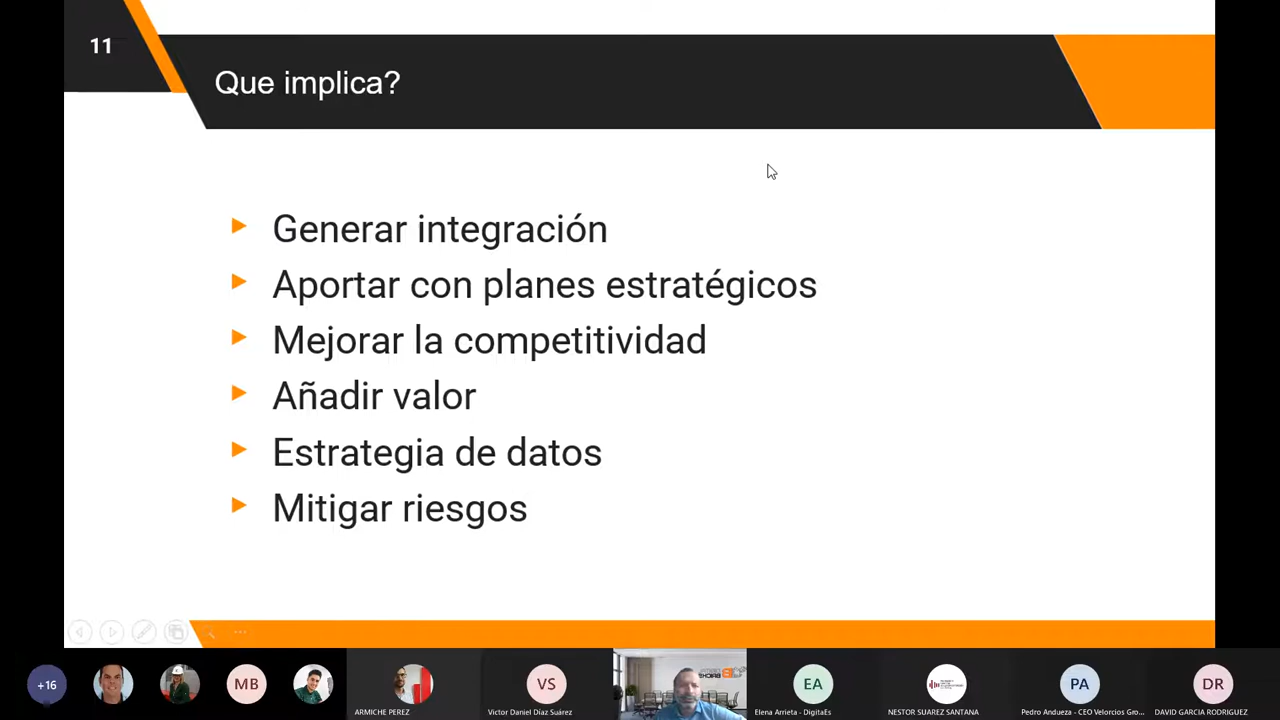 11
Que implica?
Generar integración
Aportar con planes estratégicos
Mejorar la competitividad
Añadir valor
Estrategia de datos
Mitigar riesgos
+16
MB
ARMICHE PEREZ
VS
Victor Daniel Díaz Suárez
EA
Elena Arrieta - DigitalEs
NESTOR SUAREZ SANTANA
PA
Pedro Andueza - CEO Velorcios Gro...
DR
DAVID GARCIA RODRIGUEZ